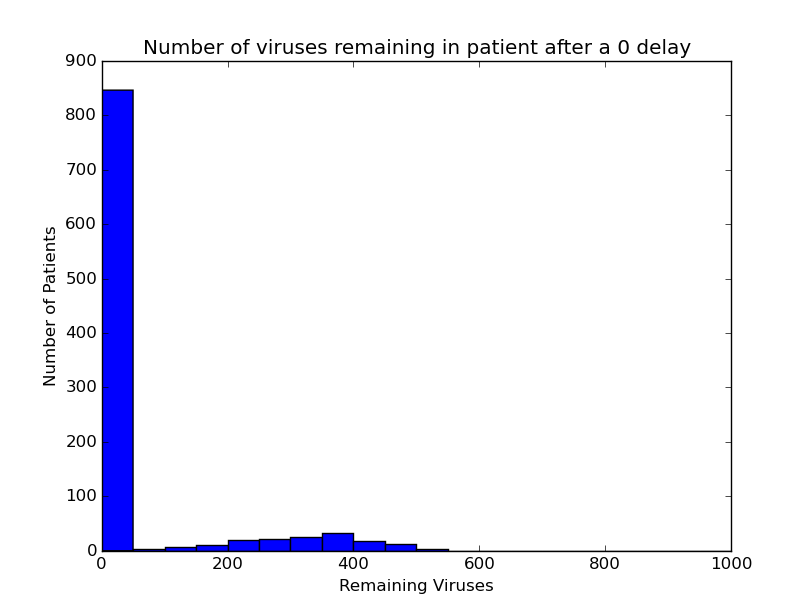 Number of viruses remaining in patient after a 0 delay
900
800
700
600
500
400
300
200
100
0
Number of Patients
0 200 400 600 800 1000
Remaining Viruses